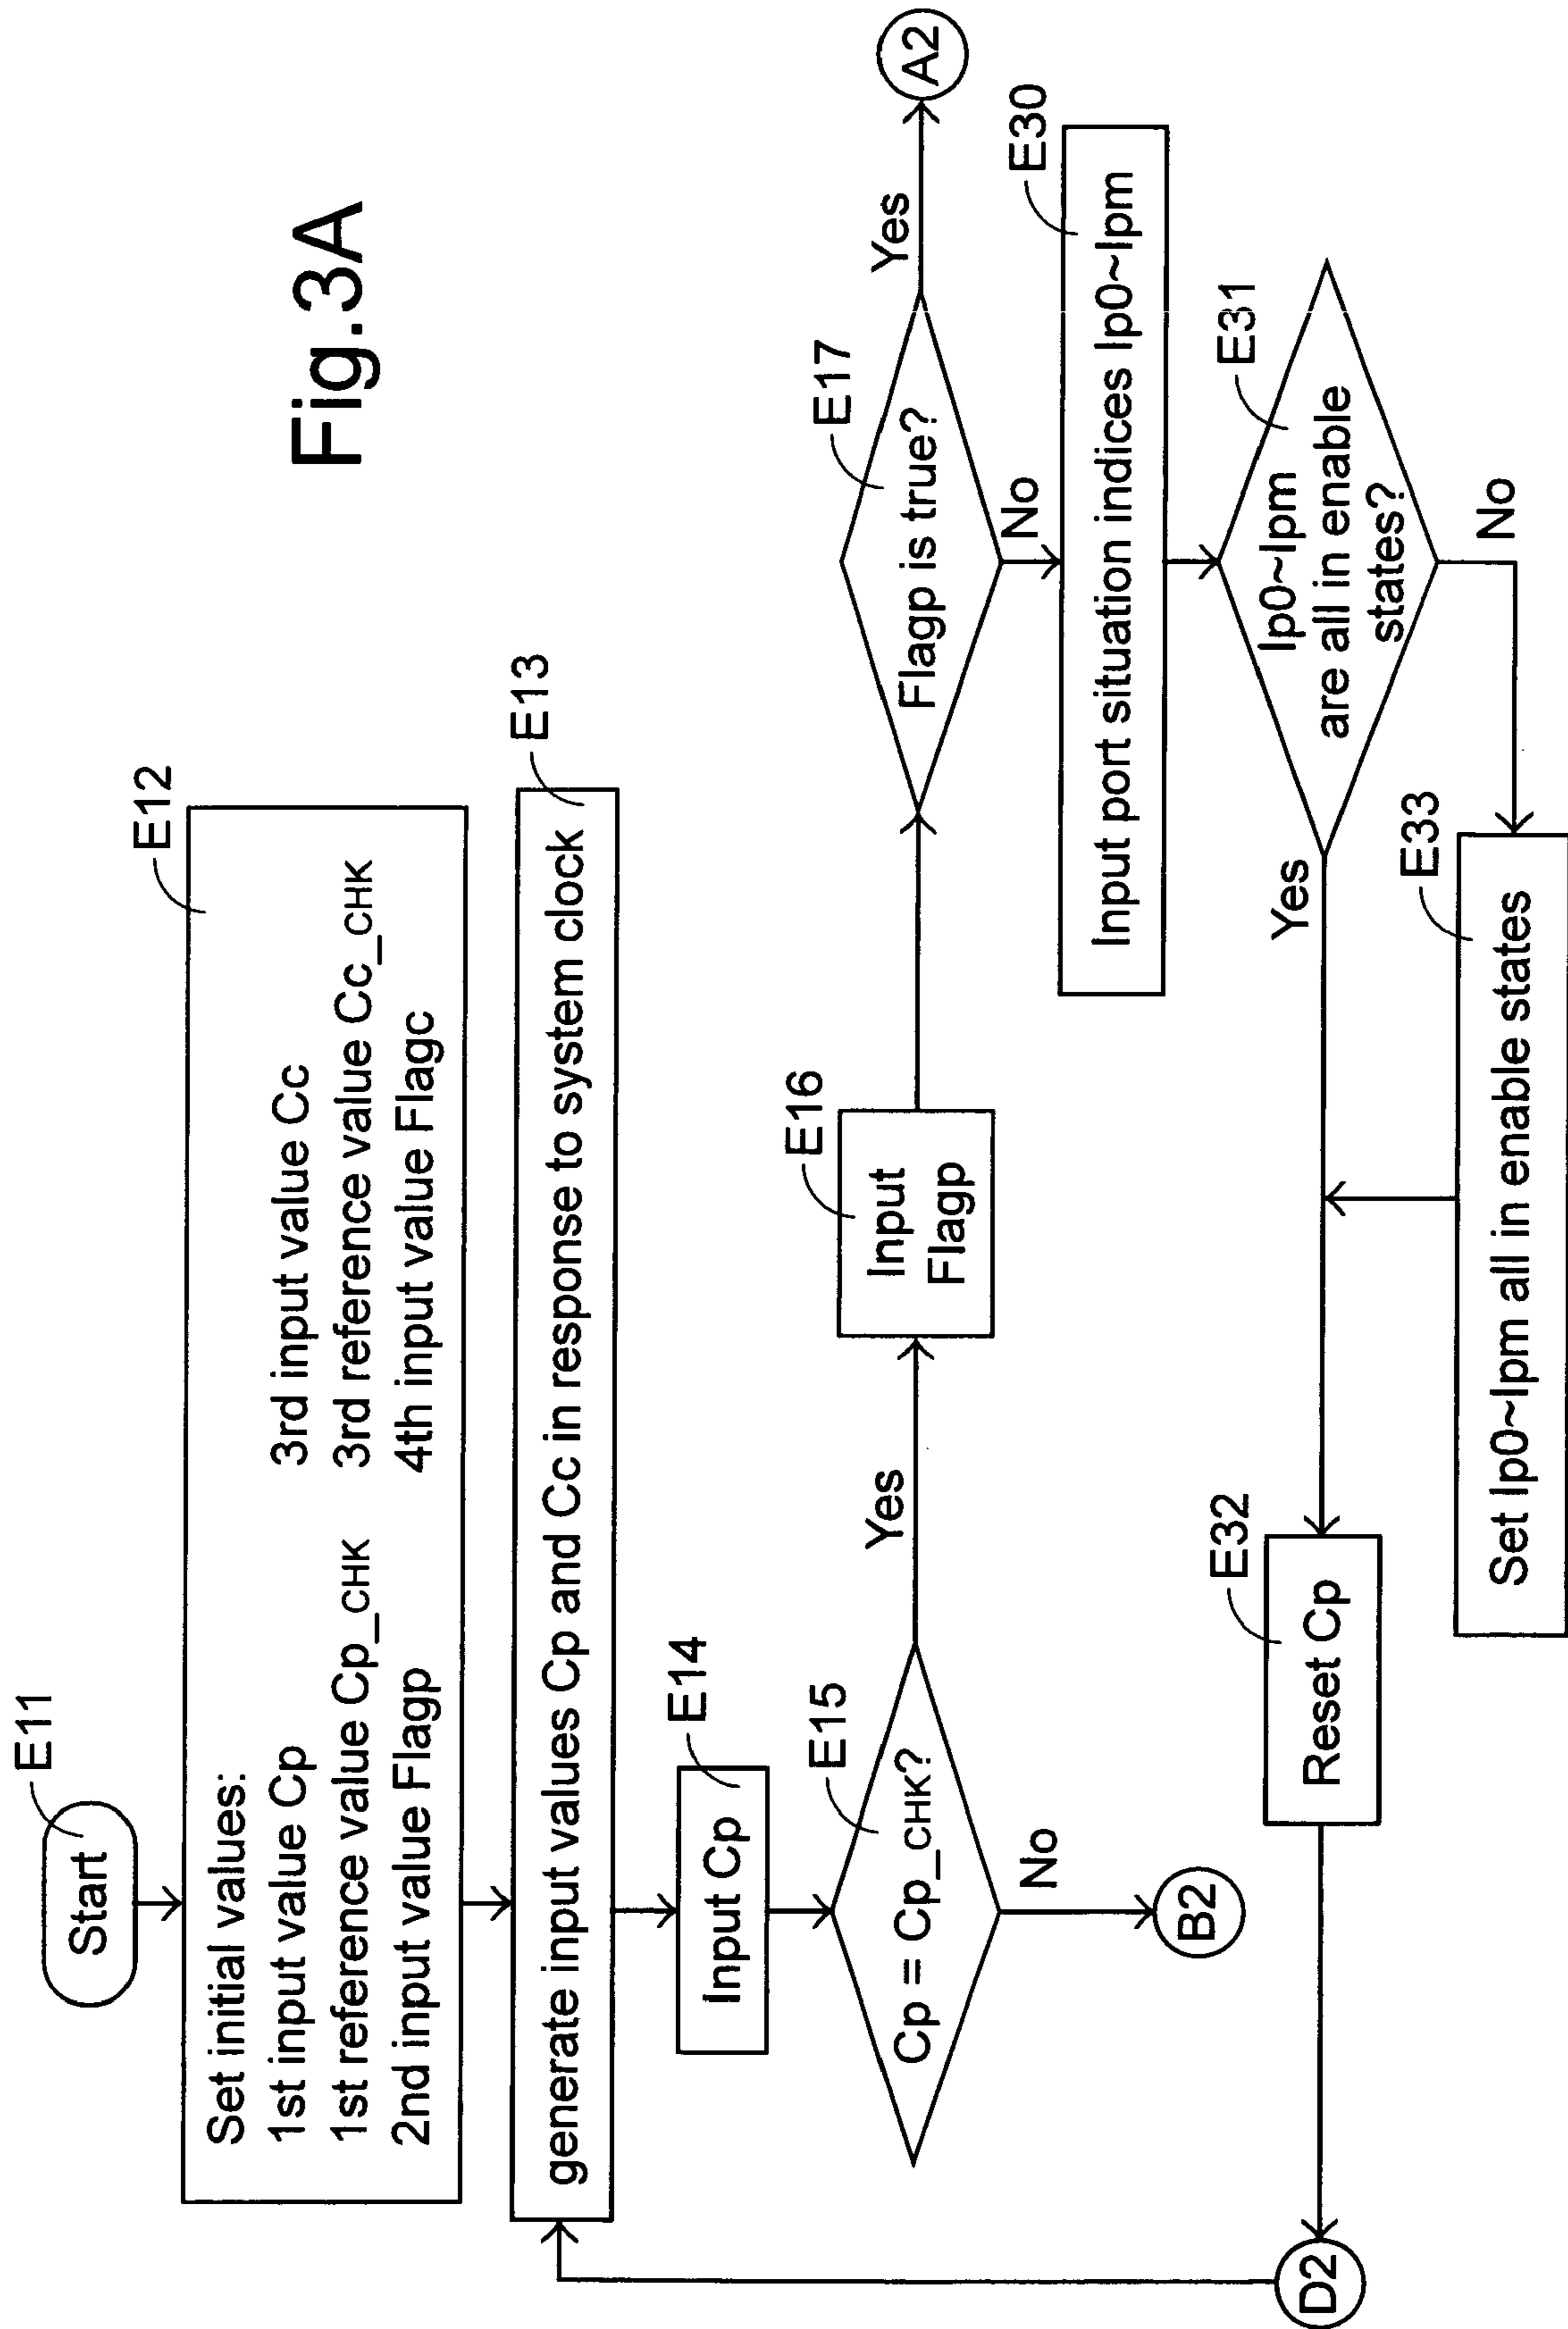 Fig.3A
Start
E11
Set initial values:
1st input value Cp
1st reference value Cp_CHK
2nd input value Flagp
3rd input value Cc
3rd reference value Cc_CHK
4th input value Flagc
E12
generate input values Cp and Cc in response to system clock
E13
Input Cp
E14
Cp = Cp_CHK?
E15
Yes
No
B2
Input
Flagp
E16
Flagp is true?
E17
Yes
A2
No
Input port situation indices Ip0~Ipm
E30
Ip0~Ipm
are all in enable
states?
E31
Yes
No
Set Ip0~Ipm all in enable states
E33
Reset Cp
E32
D2